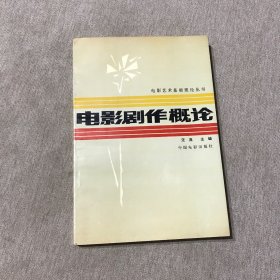 电影艺术基础理论丛书
电影剧作概论
汪流 主编
中国电影出版社